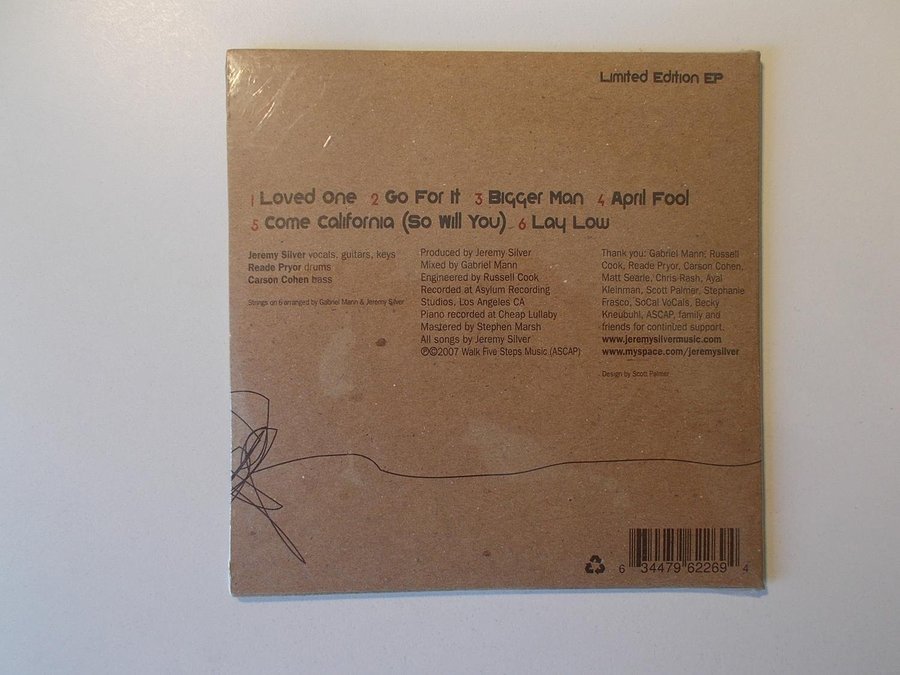 Limited Edition EP
1 Loved One 2 Go For It 3 Bigger Man 4 April Fool
5 Come California (So Will You) 6 Lay Low
Jeremy Silver vocals, guitars, keys
Reade Pryor drums
Carson Cohen bass
Strings on 6 arranged by Gabriel Mann & Jeremy Silver
Produced by Jeremy Silver
Mixed by Gabriel Mann
Engineered by Russell Cook
Recorded at Asylum Recording
Studios, Los Angeles CA
Piano recorded at Cheap Lullaby
Mastered by Stephen Marsh
All songs by Jeremy Silver
℗©2007 Walk Five Steps Music (ASCAP)
Thank you: Gabriel Mann, Russell
Cook, Reade Pryor, Carson Cohen,
Matt Searle, Chris Rash, Ayal
Kleinman, Scott Palmer, Stephanie
Frasco, SoCal VoCals, Becky
Kneubuhl, ASCAP, family and
friends for continued support.
www.jeremysilvermusic.com
www.myspace.com/jeremysilver
Design by Scott Palmer
6 34479 62269 4